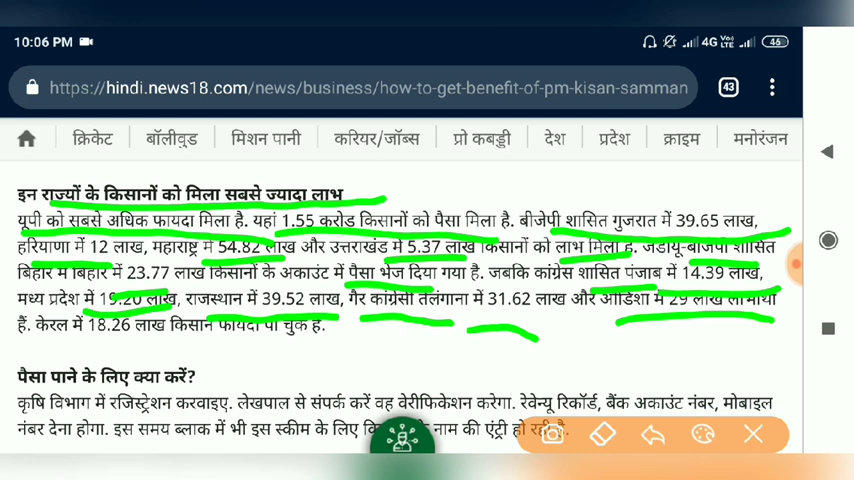 10:06 PM
4G Vo) LTE 46
https://hindi.news18.com/news/business/how-to-get-benefit-of-pm-kisan-samman
43
क्रिकेट बॉलीवुड मिशन पानी करियर/जॉब्स प्रो कबड्डी देश प्रदेश क्राइम मनोरंजन
इन राज्यों के किसानों को मिला सबसे ज्यादा लाभ
यूपी को सबसे अधिक फायदा मिला है. यहां 1.55 करोड़ किसानों को पैसा मिला है. बीजेपी शासित गुजरात में 39.65 लाख,
हरियाणा में 12 लाख, महाराष्ट्र में 54.82 लाख और उत्तराखंड में 5.37 लाख किसानों को लाभ मिला है. जेडीयू-बीजेपी शासित
बिहार में बिहार में 23.77 लाख किसानों के अकाउंट में पैसा भेज दिया गया है. जबकि कांग्रेस शासित पंजाब में 14.39 लाख,
मध्य प्रदेश में 19.20 लाख, राजस्थान में 39.52 लाख, गैर कांग्रेसी तेलंगाना में 31.62 लाख और ओडिशा में 29 लाख लाभार्थी
हैं. केरल में 18.26 लाख किसान फायदा पा चुके हैं.
पैसा पाने के लिए क्या करें?
कृषि विभाग में रजिस्ट्रेशन करवाइए. लेखपाल से संपर्क करें वह वेरीफिकेशन करेगा. रेवेन्यू रिकॉर्ड, बैंक अकाउंट नंबर, मोबाइल
नंबर देना होगा. इस समय ब्लाक में भी इस स्कीम के लिए के नाम की एंट्री हो रही है.